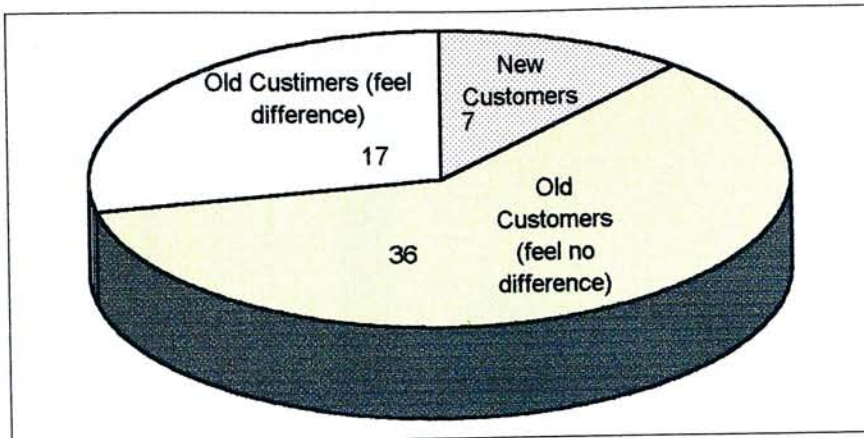 Old Custimers (feel
difference)
17
New
Customers
7
Old
Customers
(feel no
difference)
36